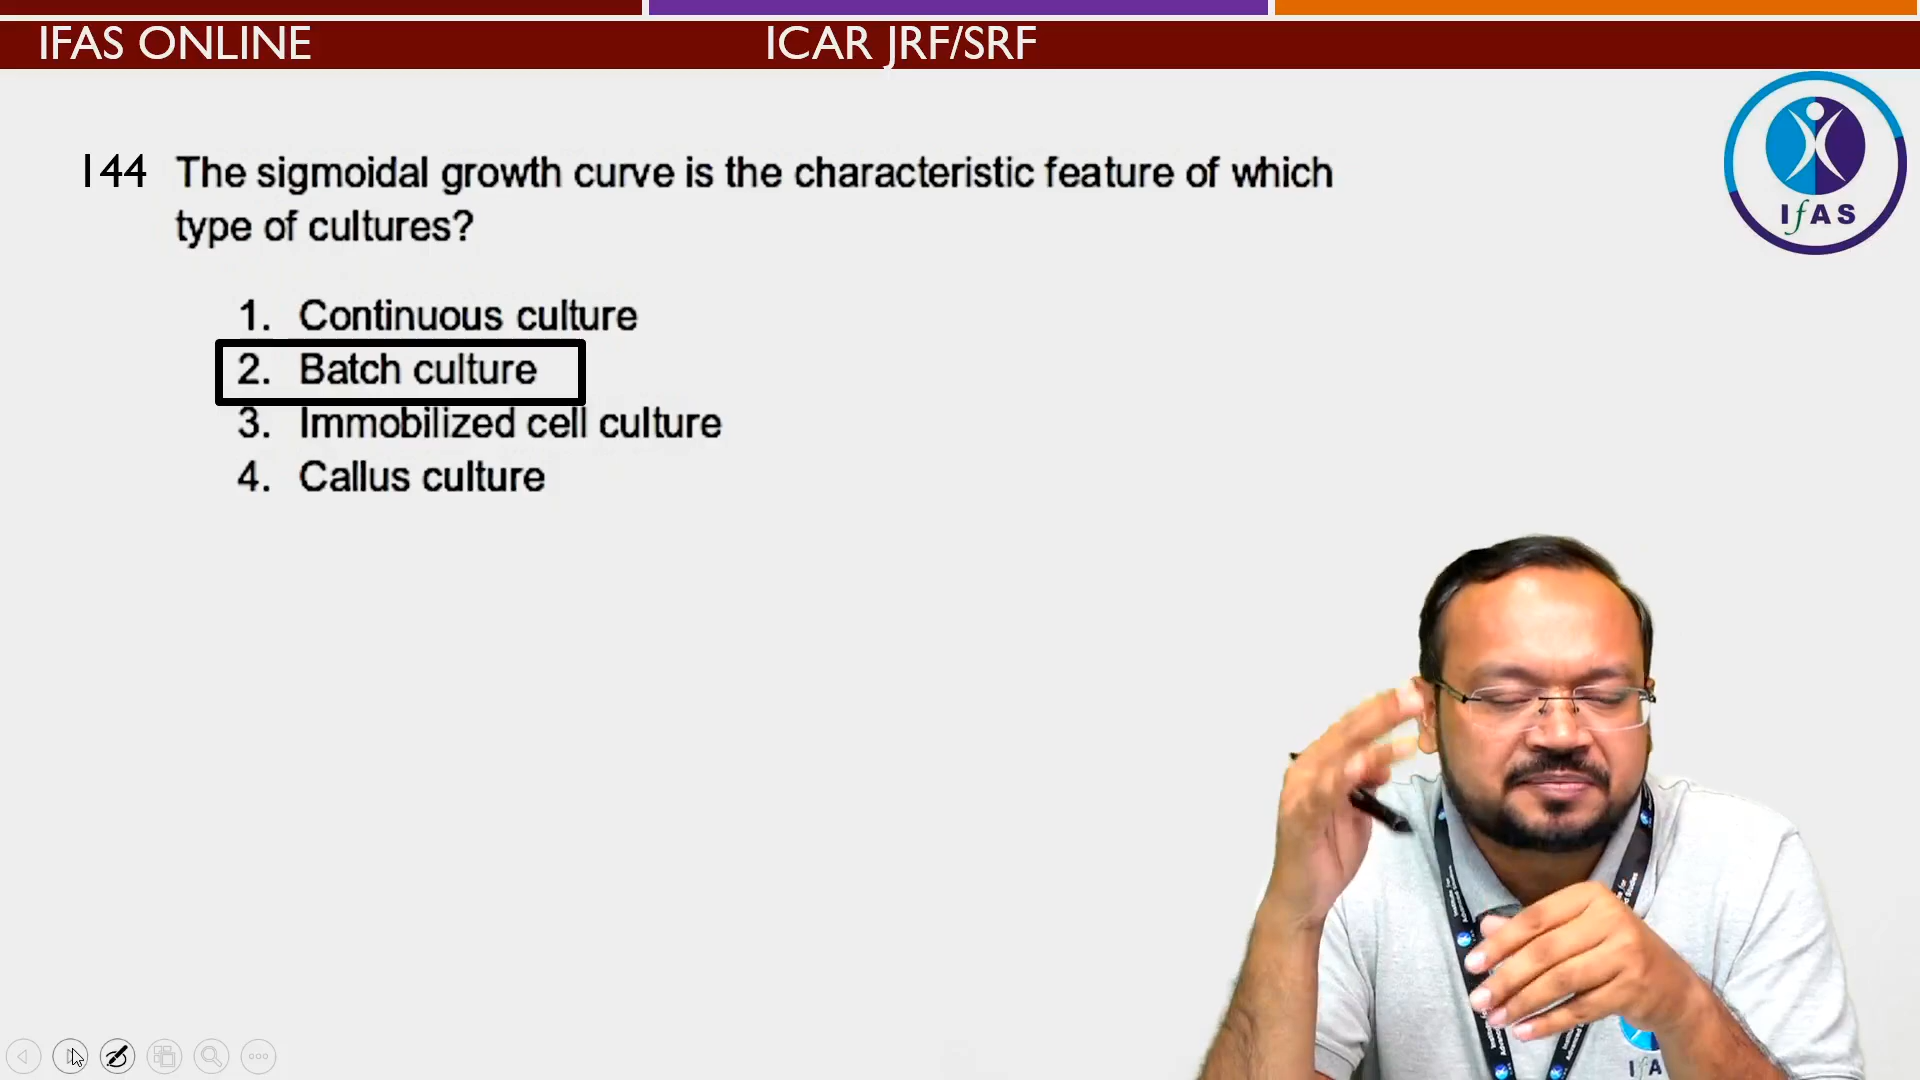 IFAS ONLINE
ICAR JRF/SRF
IfAS
144 The sigmoidal growth curve is the characteristic feature of which
type of cultures?
1. Continuous culture
2. Batch culture
3. Immobilized cell culture
4. Callus culture
IfA